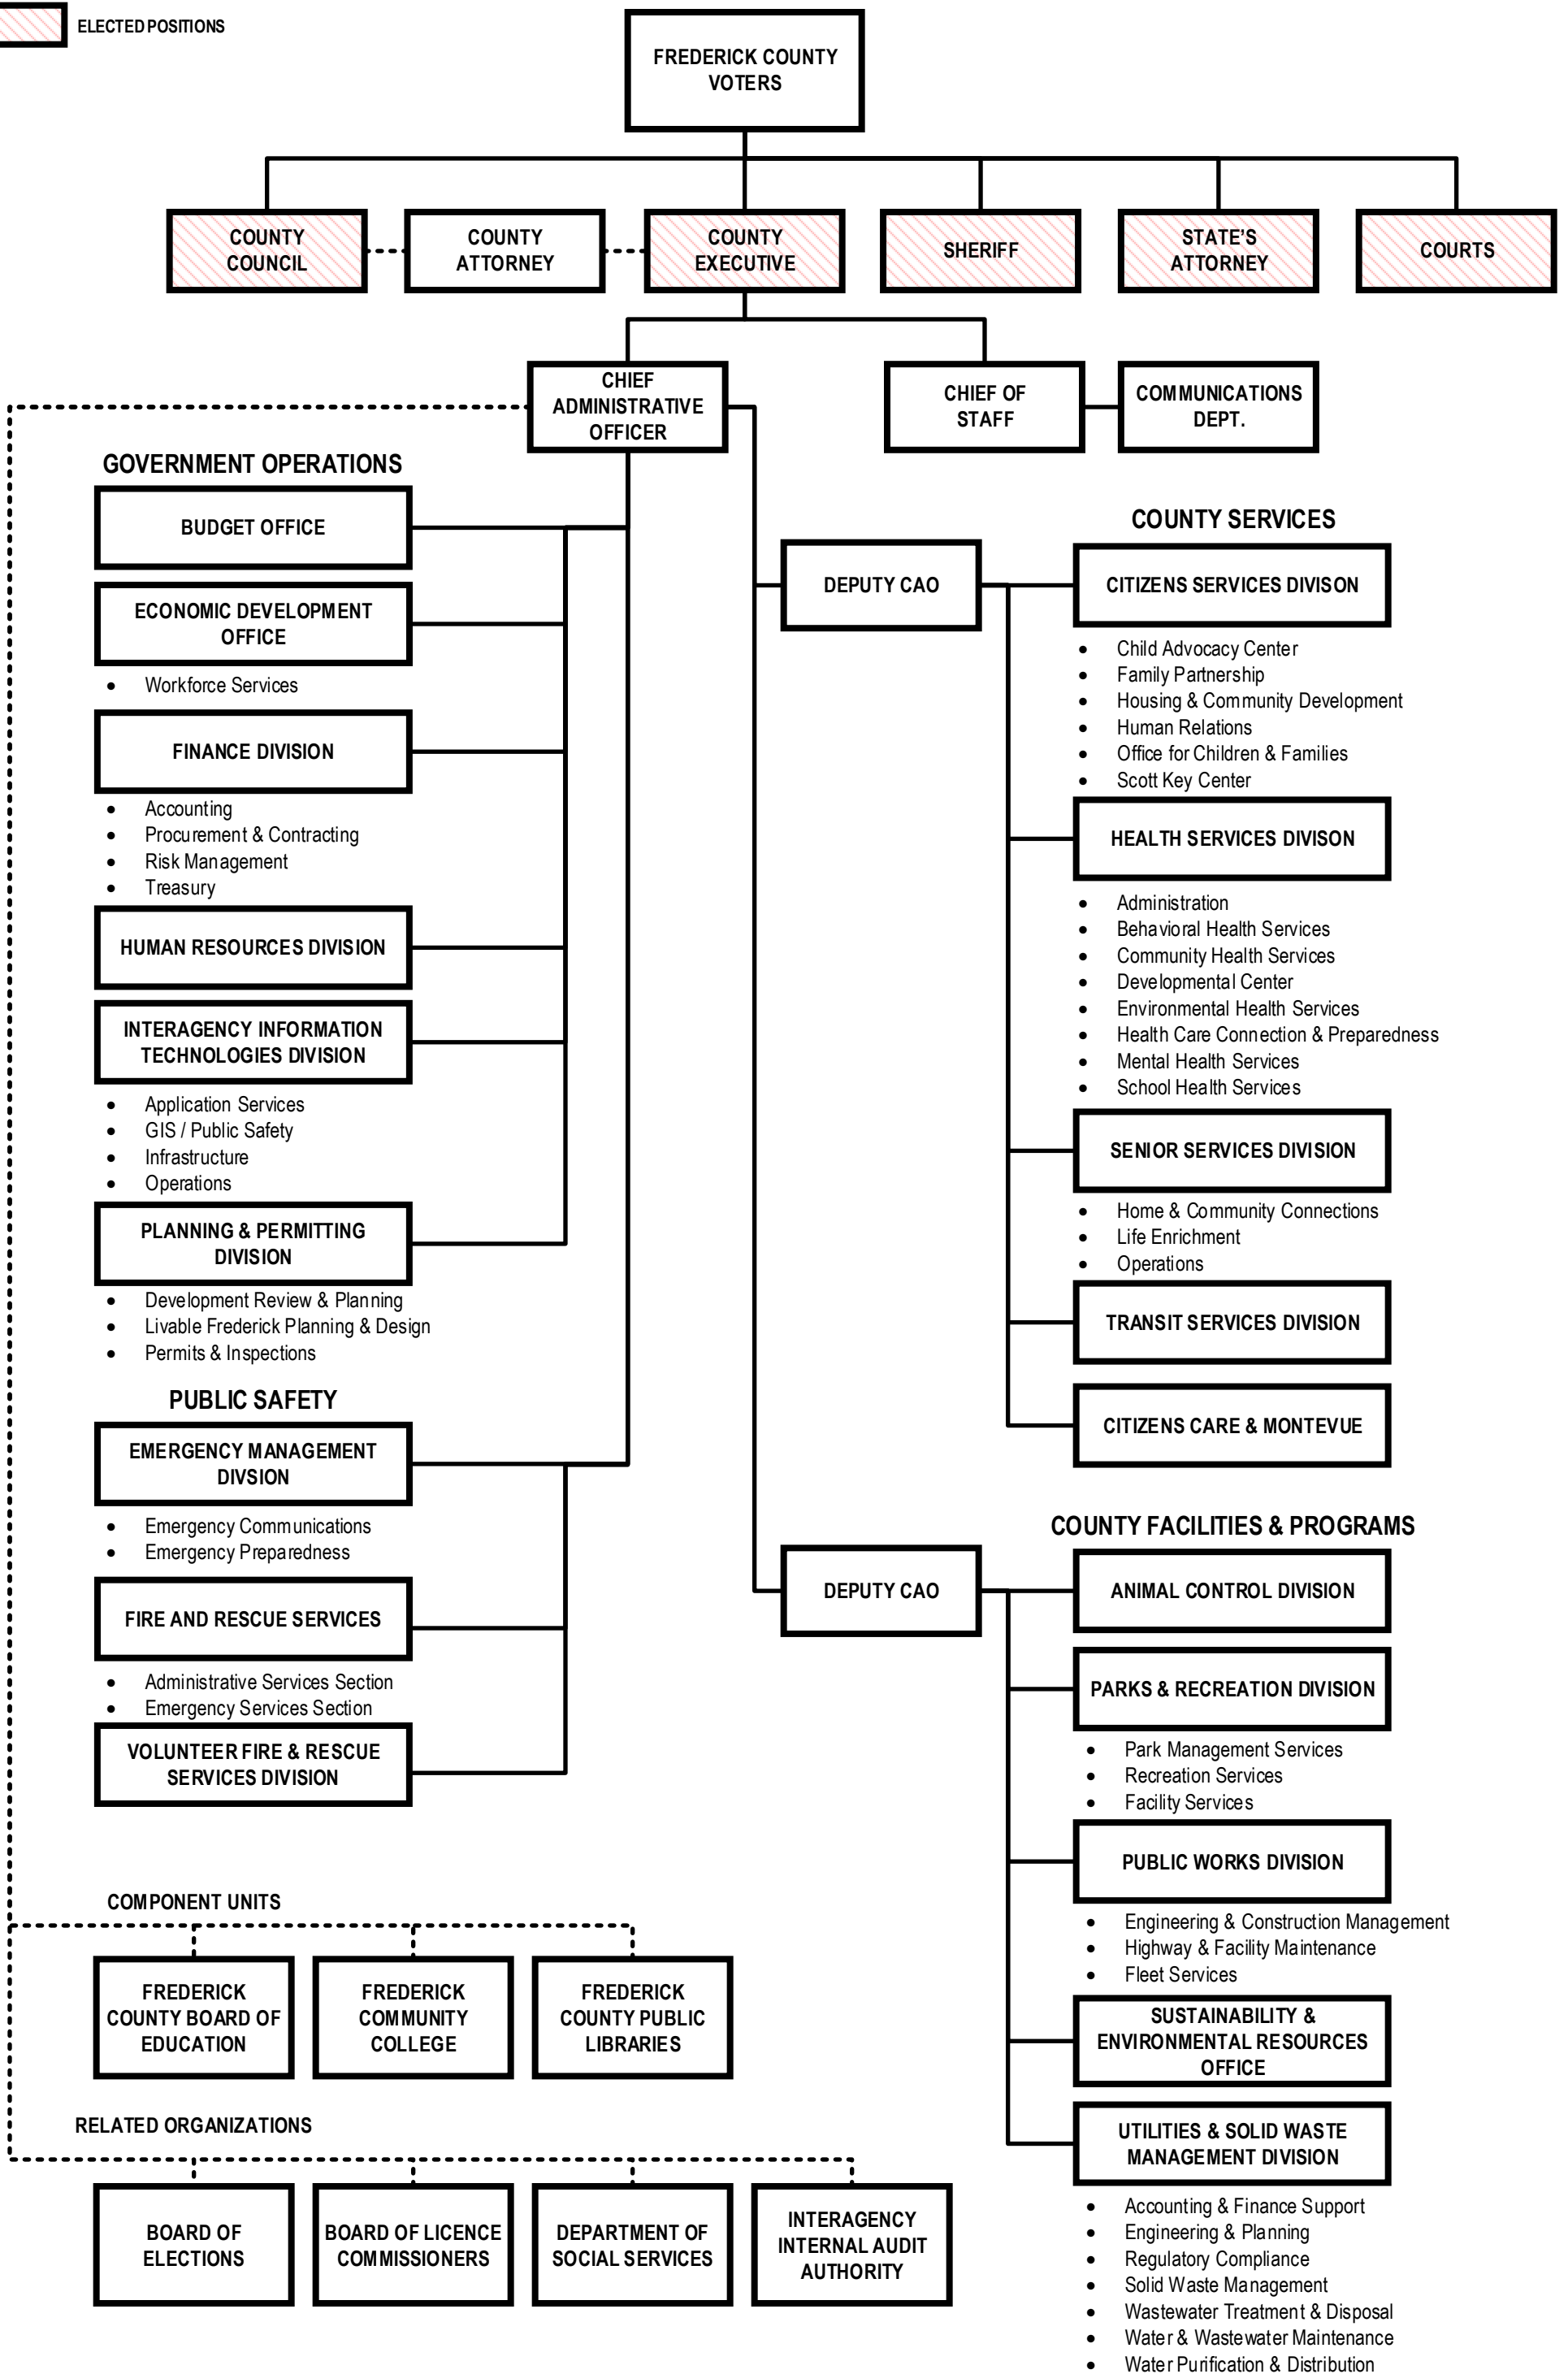 ELECTED POSITIONS
FREDERICK COUNTY
VOTERS
COUNTY
COUNCIL
COUNTY
ATTORNEY
COUNTY
EXECUTIVE
SHERIFF
STATE'S
ATTORNEY
COURTS
CHIEF
ADMINISTRATIVE
OFFICER
CHIEF OF
STAFF
COMMUNICATIONS
DEPT.
GOVERNMENT OPERATIONS
BUDGET OFFICE
ECONOMIC DEVELOPMENT
OFFICE
• Workforce Services
FINANCE DIVISION
• Accounting
• Procurement & Contracting
• Risk Management
• Treasury
HUMAN RESOURCES DIVISION
INTERAGENCY INFORMATION
TECHNOLOGIES DIVISION
• Application Services
• GIS / Public Safety
• Infrastructure
• Operations
PLANNING & PERMITTING
DIVISION
• Development Review & Planning
• Livable Frederick Planning & Design
• Permits & Inspections
PUBLIC SAFETY
EMERGENCY MANAGEMENT
DIVSION
• Emergency Communications
• Emergency Preparedness
FIRE AND RESCUE SERVICES
• Administrative Services Section
• Emergency Services Section
VOLUNTEER FIRE & RESCUE
SERVICES DIVISION
DEPUTY CAO
COUNTY SERVICES
CITIZENS SERVICES DIVISON
• Child Advocacy Center
• Family Partnership
• Housing & Community Development
• Human Relations
• Office for Children & Families
• Scott Key Center
HEALTH SERVICES DIVISON
• Administration
• Behavioral Health Services
• Community Health Services
• Developmental Center
• Environmental Health Services
• Health Care Connection & Preparedness
• Mental Health Services
• School Health Services
SENIOR SERVICES DIVISION
• Home & Community Connections
• Life Enrichment
• Operations
TRANSIT SERVICES DIVISION
CITIZENS CARE & MONTEVUE
DEPUTY CAO
COUNTY FACILITIES & PROGRAMS
ANIMAL CONTROL DIVISION
PARKS & RECREATION DIVISION
• Park Management Services
• Recreation Services
• Facility Services
PUBLIC WORKS DIVISION
• Engineering & Construction Management
• Highway & Facility Maintenance
• Fleet Services
SUSTAINABILITY &
ENVIRONMENTAL RESOURCES
OFFICE
UTILITIES & SOLID WASTE
MANAGEMENT DIVISION
• Accounting & Finance Support
• Engineering & Planning
• Regulatory Compliance
• Solid Waste Management
• Wastewater Treatment & Disposal
• Water & Wastewater Maintenance
• Water Purification & Distribution
COMPONENT UNITS
FREDERICK
COUNTY BOARD OF
EDUCATION
FREDERICK
COMMUNITY
COLLEGE
FREDERICK
COUNTY PUBLIC
LIBRARIES
RELATED ORGANIZATIONS
BOARD OF
ELECTIONS
BOARD OF LICENCE
COMMISSIONERS
DEPARTMENT OF
SOCIAL SERVICES
INTERAGENCY
INTERNAL AUDIT
AUTHORITY